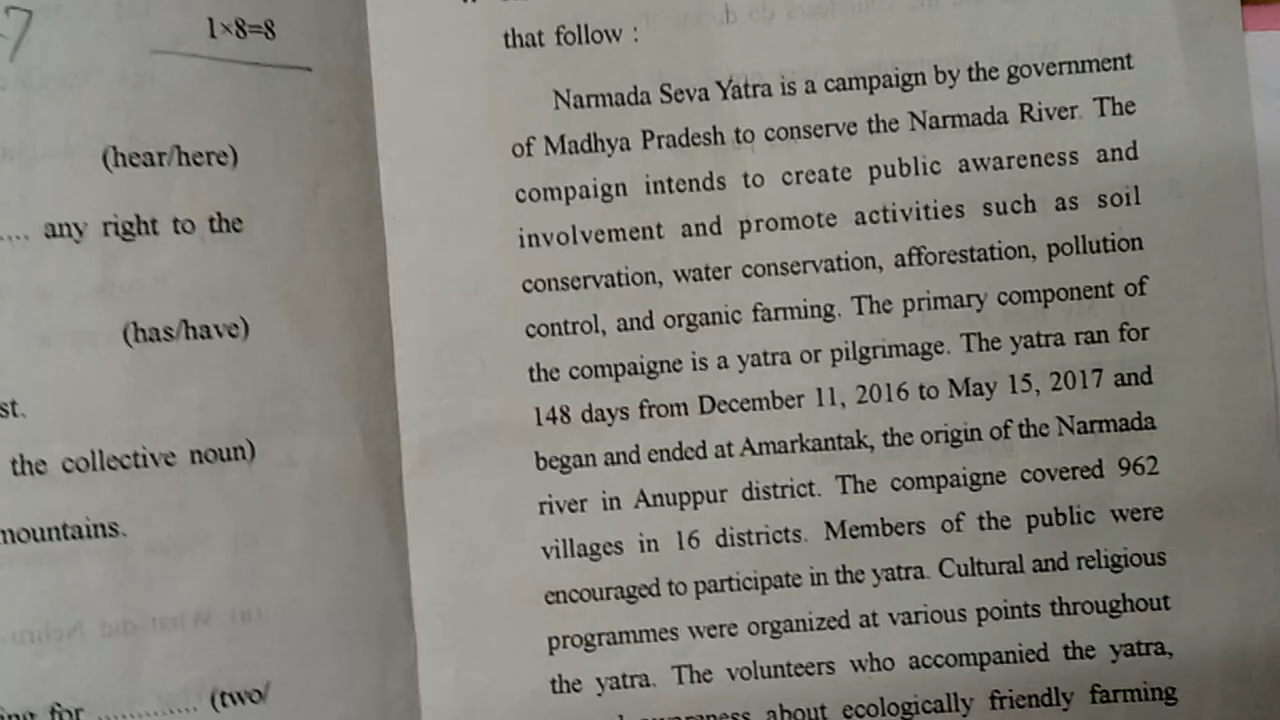 1×8=8
(hear/here)
.... any right to the
(has/have)
st.
the collective noun)
mountains.
for ............. (two/
that follow :
Narmada Seva Yatra is a campaign by the government
of Madhya Pradesh to conserve the Narmada River. The
compaign intends to create public awareness and
involvement and promote activities such as soil
conservation, water conservation, afforestation, pollution
control, and organic farming. The primary component of
the compaigne is a yatra or pilgrimage. The yatra ran for
148 days from December 11, 2016 to May 15, 2017 and
began and ended at Amarkantak, the origin of the Narmada
river in Anuppur district. The compaigne covered 962
villages in 16 districts. Members of the public were
encouraged to participate in the yatra. Cultural and religious
programmes were organized at various points throughout
the yatra. The volunteers who accompanied the yatra,
about ecologically friendly farming